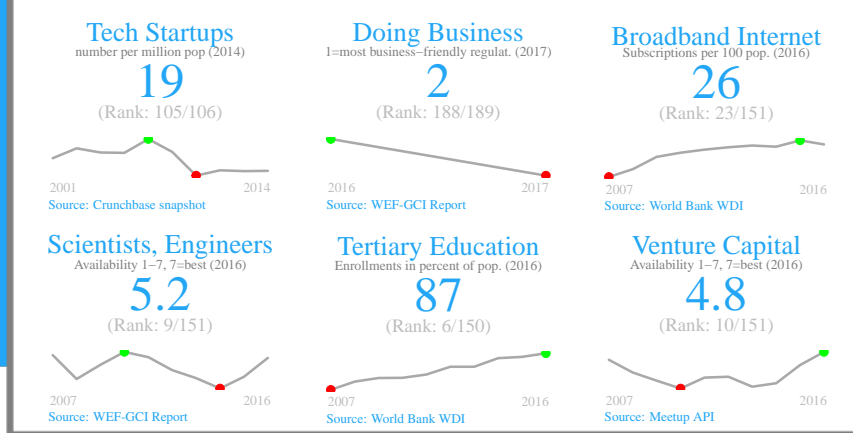 Tech Startups
number per million pop (2014)
19
(Rank: 105/106)
2001 2014
Source: Crunchbase snapshot
Doing Business
1=most business−friendly regulat. (2017)
2
(Rank: 188/189)
2016 2017
Source: WEF-GCI Report
Broadband Internet
Subscriptions per 100 pop. (2016)
26
(Rank: 23/151)
2007 2016
Source: World Bank WDI
Scientists, Engineers
Availability 1−7, 7=best (2016)
5.2
(Rank: 9/151)
2007 2016
Source: WEF-GCI Report
Tertiary Education
Enrollments in percent of pop. (2016)
87
(Rank: 6/150)
2007 2016
Source: World Bank WDI
Venture Capital
Availability 1−7, 7=best (2016)
4.8
(Rank: 10/151)
2007 2016
Source: Meetup API